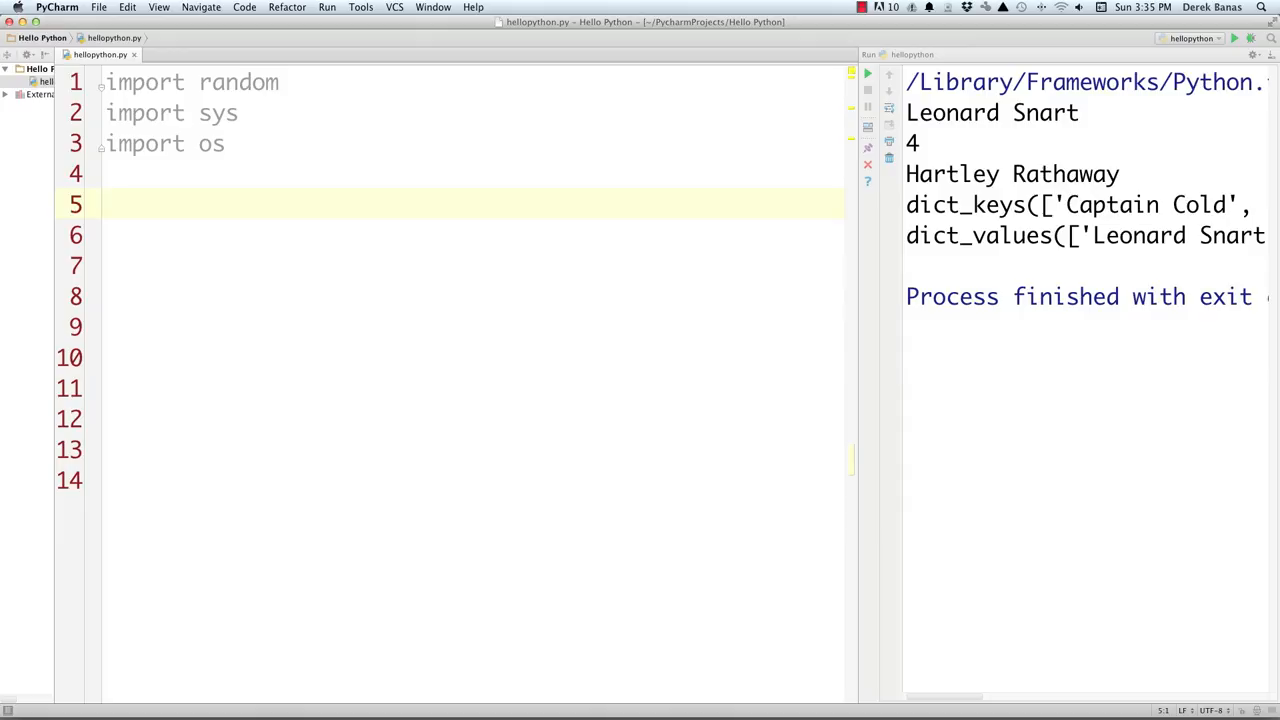 PyCharm File Edit View Navigate Code Refactor Run Tools VCS Window Help 10 Sun 3:35 PM Derek Banas
hellopython.py – Hello Python – [~/PycharmProjects/Hello Python]
Hello Python hellopython.py hellopython
hellopython.py Run hellopython
Hello P
hell
Externa
1 import random
2 import sys
3 import os
4
5
6
7
8
9
10
11
12
13
14
/Library/Frameworks/Python.
Leonard Snart
4
Hartley Rathaway
dict_keys(['Captain Cold',
dict_values(['Leonard Snart
Process finished with exit
5:1 LF UTF-8